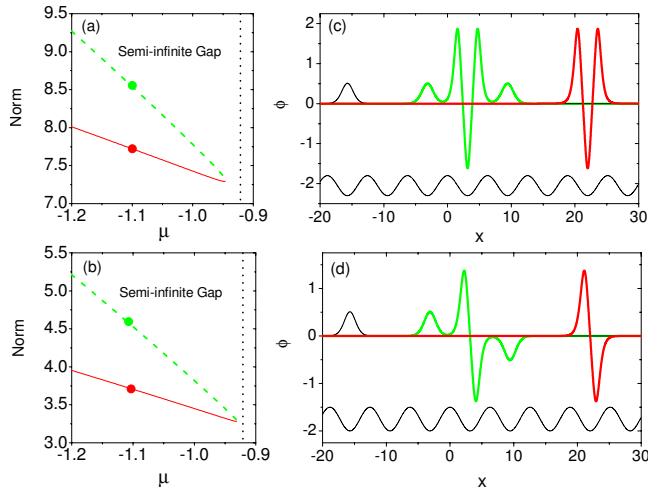 (a)
Semi-infinite Gap
Norm
9.5
9.0
8.5
8.0
7.5
7.0
-1.2 -1.1 -1.0 -0.9
μ
(c)
ϕ
2
1
0
-1
-2
-20 -10 0 10 20 30
x
(b)
Semi-infinite Gap
Norm
5.5
5.0
4.5
4.0
3.5
3.0
-1.2 -1.1 -1.0 -0.9
μ
(d)
ϕ
2
1
0
-1
-2
-20 -10 0 10 20 30
x